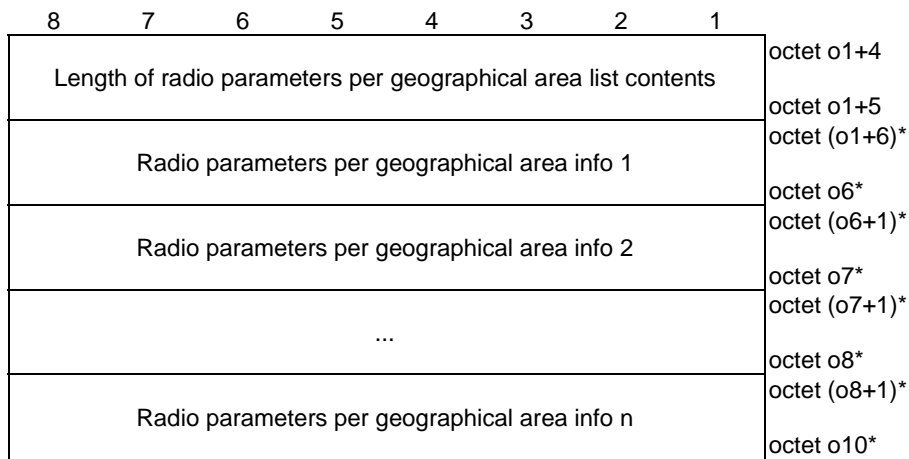 8 7 6 5 4 3 2 1
octet o1+4
Length of radio parameters per geographical area list contents
octet o1+5
octet (o1+6)*
Radio parameters per geographical area info 1
octet o6*
octet (o6+1)*
Radio parameters per geographical area info 2
octet o7*
octet (o7+1)*
...
octet o8*
octet (o8+1)*
Radio parameters per geographical area info n
octet o10*